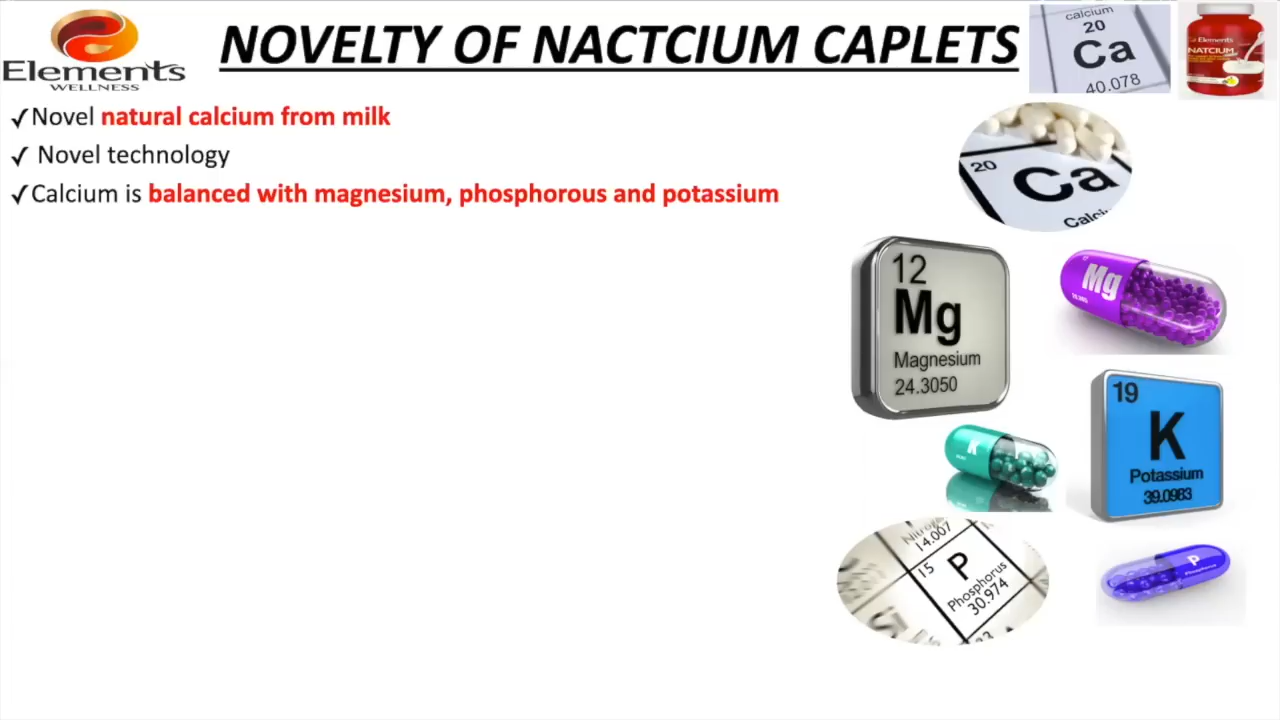 Elements
WELLNESS
NOVELTY OF NACTCIUM CAPLETS
calcium
20
Ca
40.078
Elements
NATCIUM
✓Novel natural calcium from milk
✓ Novel technology
✓Calcium is balanced with magnesium, phosphorous and potassium
20
Ca
12
Mg
Magnesium
24.3050
Mg
19
K
Potassium
39.0983
K
14.007
15
P
Phosphorus
30.974
P